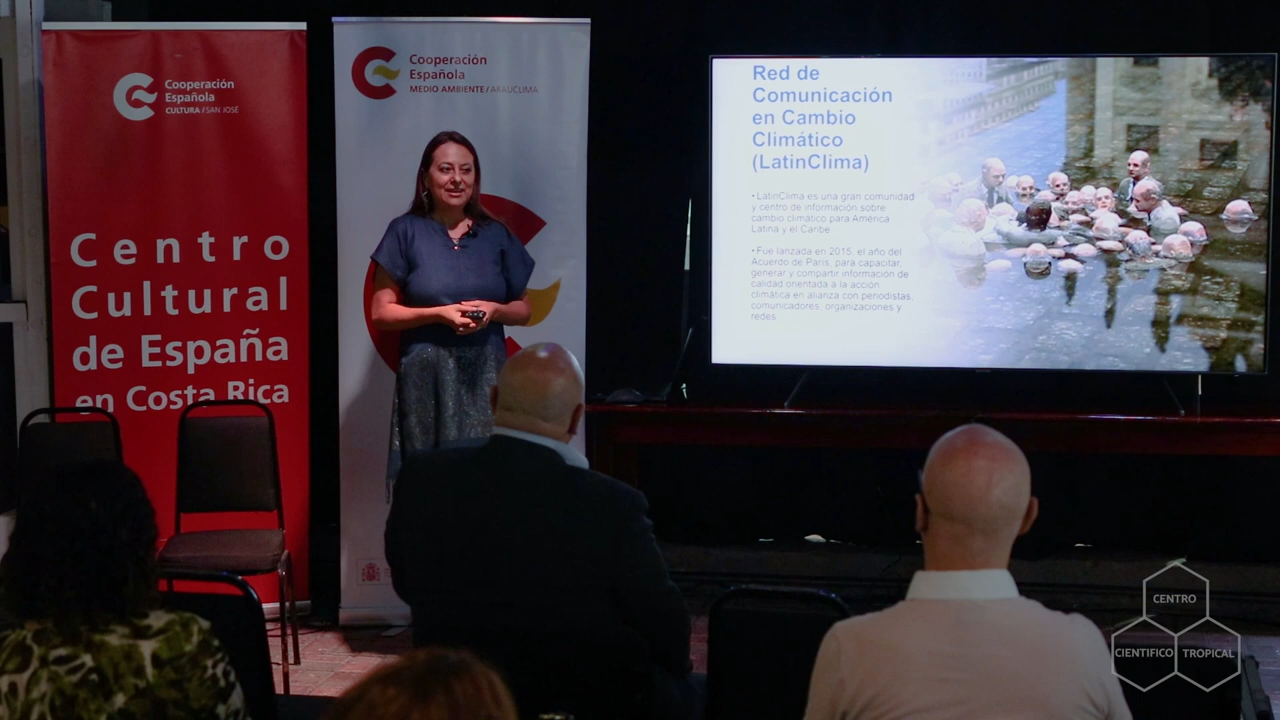 Cooperación
Española
CULTURA / SAN JOSÉ
Centro
Cultural
de España
en Costa Rica
Cooperación
Española
MEDIO AMBIENTE / ARAUCLIMA
Red de
Comunicación
en Cambio
Climático
(LatinClima)
• LatinClima es una gran comunidad
y centro de información sobre
cambio climático para América
Latina y el Caribe.
• Fue lanzada en 2015, el año del
Acuerdo de París, para capacitar,
generar y compartir información de
calidad orientada a la acción
climática en alianza con periodistas,
comunicadores, organizaciones y
redes
CENTRO
CIENTIFICO TROPICAL